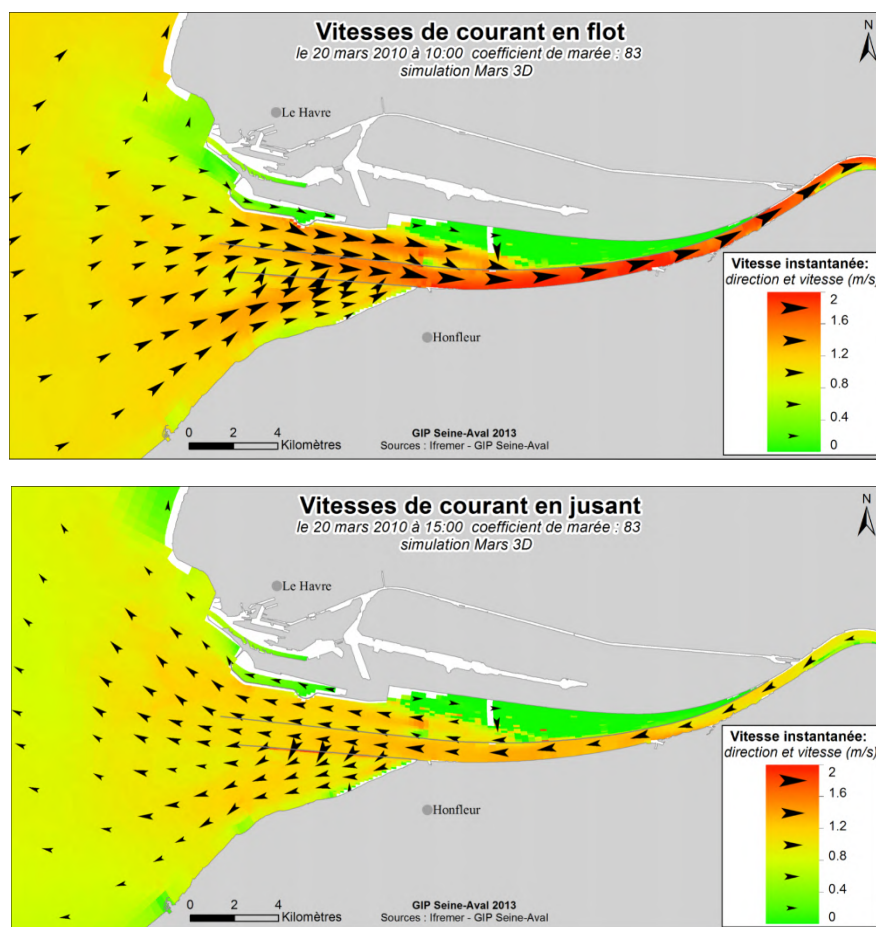 Vitesses de courant en flot
le 20 mars 2010 à 10:00 coefficient de marée : 83
simulation Mars 3D
N
Le Havre
Honfleur
Vitesse instantanée:
direction et vitesse (m/s)
2
1.6
1.2
0.8
0.4
0
0 2 4
Kilomètres
GIP Seine-Aval 2013
Sources : Ifremer - GIP Seine-Aval
Vitesses de courant en jusant
le 20 mars 2010 à 15:00 coefficient de marée : 83
simulation Mars 3D
N
Le Havre
Honfleur
Vitesse instantanée:
direction et vitesse (m/s)
2
1.6
1.2
0.8
0.4
0
0 2 4
Kilomètres
GIP Seine-Aval 2013
Sources : Ifremer - GIP Seine-Aval